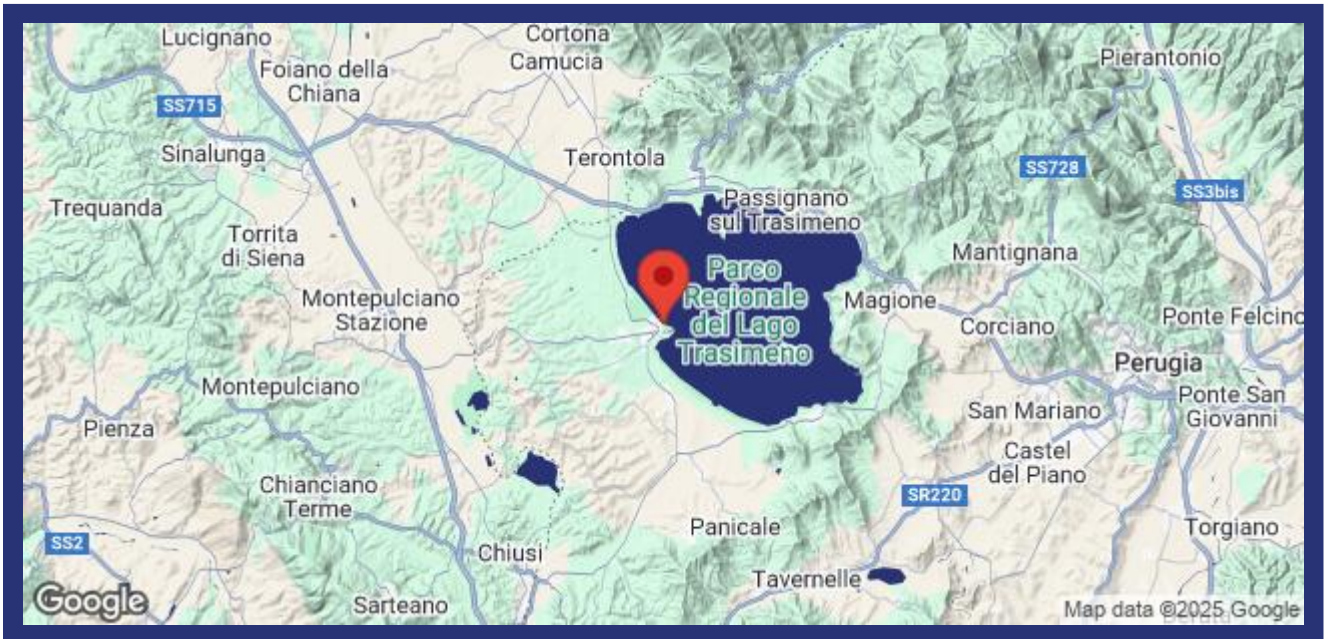 Lucignano
Cortona
Camucia
Pierantonio
Foiano della
Chiana
SS715
Sinalunga
Terontola
SS728
SS3bis
Trequanda
Passignano
sul Trasimeno
Torrita
di Siena
Mantignana
Parco
Regionale
del Lago
Trasimeno
Montepulciano
Stazione
Magione
Corciano
Ponte Felcino
Perugia
Montepulciano
Pienza
San Mariano
Ponte San
Giovanni
Castel
del Piano
Chianciano
Terme
SR220
SS2
Chiusi
Panicale
Torgiano
Tavernelle
Google
Sarteano
Map data ©2025 Google